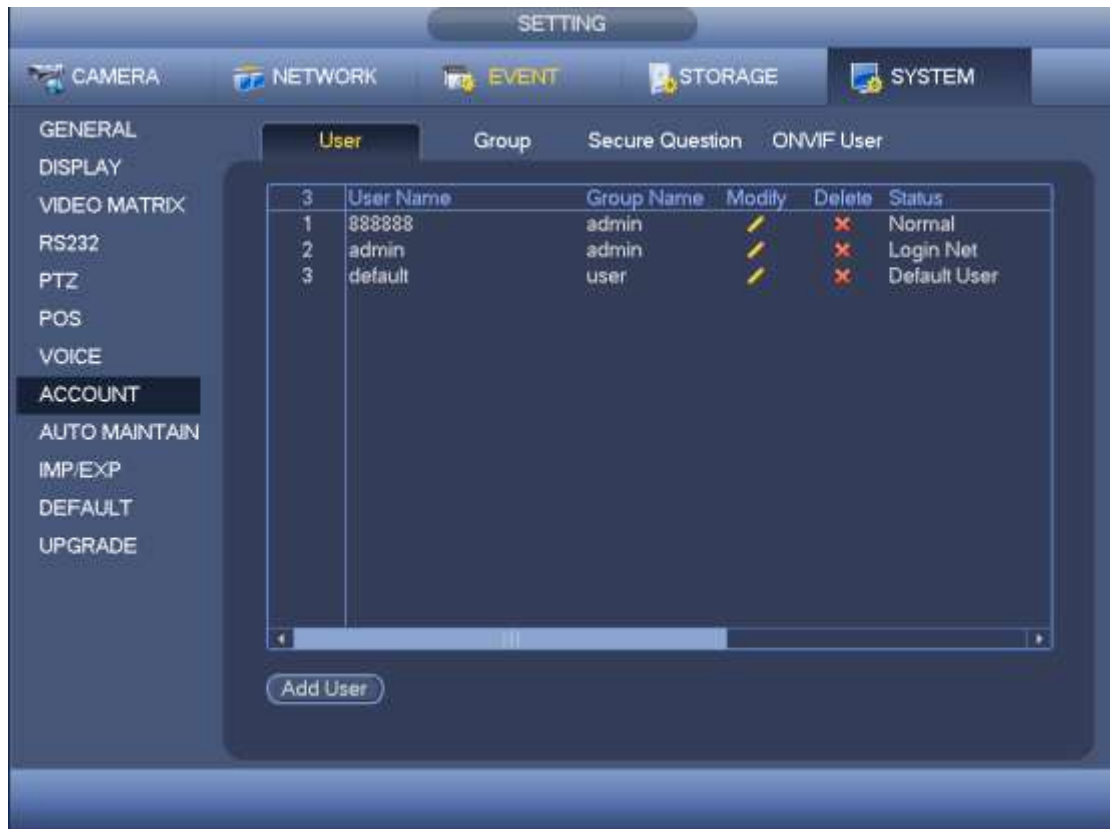 SETTING
CAMERA NETWORK EVENT STORAGE SYSTEM
GENERAL
DISPLAY
VIDEO MATRIX
RS232
PTZ
POS
VOICE
ACCOUNT
AUTO MAINTAIN
IMP/EXP
DEFAULT
UPGRADE
User Group Secure Question ONVIF User
3 User Name Group Name Modify Delete Status
1 888888 admin Normal
2 admin admin Login Net
3 default user Default User
Add User